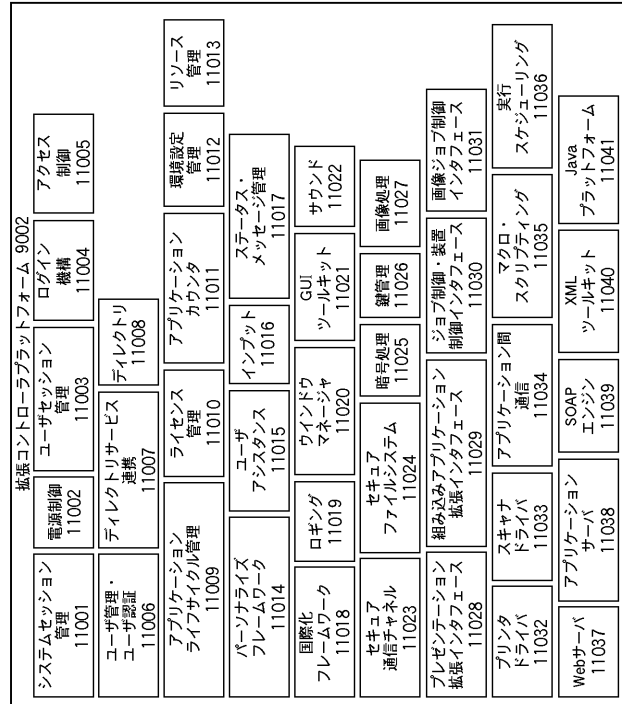 拡張コントローラプラットフォーム 9002
システムセッション
管理
11001
電源制御
11002
ユーザセッション
管理
11003
ログイン
機構
11004
アクセス
制御
11005
ユーザ管理・
ユーザ認証
11006
ディレクトリサービス
連携
11007
ディレクトリ
11008
アプリケーション
ライフサイクル管理
11009
ライセンス
管理
11010
アプリケーション
カウンタ
11011
環境設定
管理
11012
リソース
管理
11013
パーソナライズ
フレームワーク
11014
ユーザ
アシスタンス
11015
インプット
11016
ステータス・
メッセージ管理
11017
国際化
フレームワーク
11018
ロギング
11019
ウインドウ
マネージャ
11020
GUI
ツールキット
11021
サウンド
11022
セキュア
通信チャネル
11023
セキュア
ファイルシステム
11024
暗号処理
11025
鍵管理
11026
画像処理
11027
プレゼンテーション
拡張インタフェース
11028
組み込みアプリケーション
拡張インタフェース
11029
ジョブ制御・装置
制御インタフェース
11030
画像ジョブ制御
インタフェース
11031
プリンタ
ドライバ
11032
スキャナ
ドライバ
11033
アプリケーション間
通信
11034
マクロ・
スクリプティング
11035
実行
スケジューリング
11036
Webサーバ
11037
アプリケーション
サーバ
11038
SOAP
エンジン
11039
XML
ツールキット
11040
Java
プラットフォーム
11041